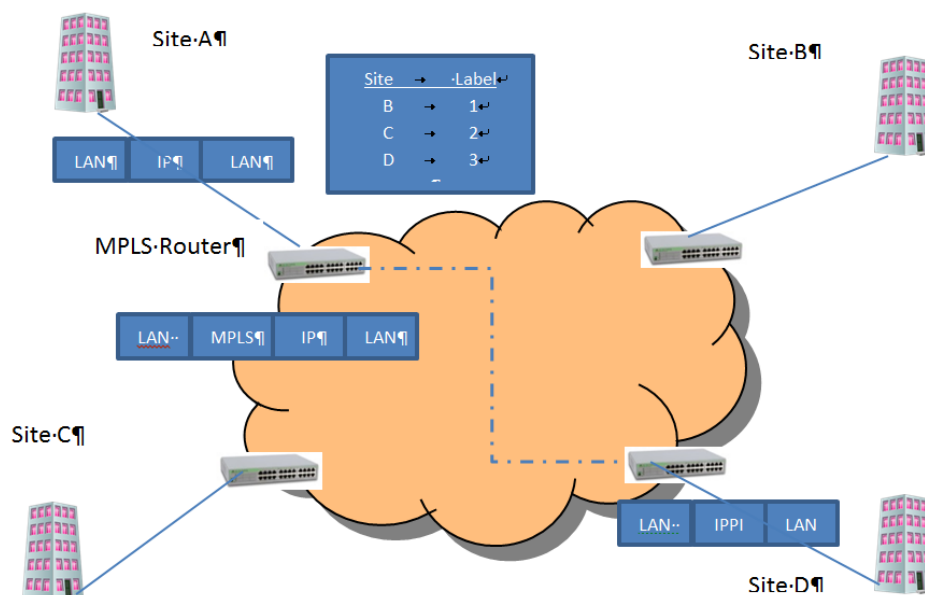 Site·A¶
Site·B¶
Site → ·Label↵
B → 1↵
C → 2↵
D → 3↵
¶
LAN¶ IP¶ LAN¶
MPLS·Router¶
LAN·· MPLS¶ IP¶ LAN¶
Site·C¶
LAN·· IPPI LAN
Site·D¶